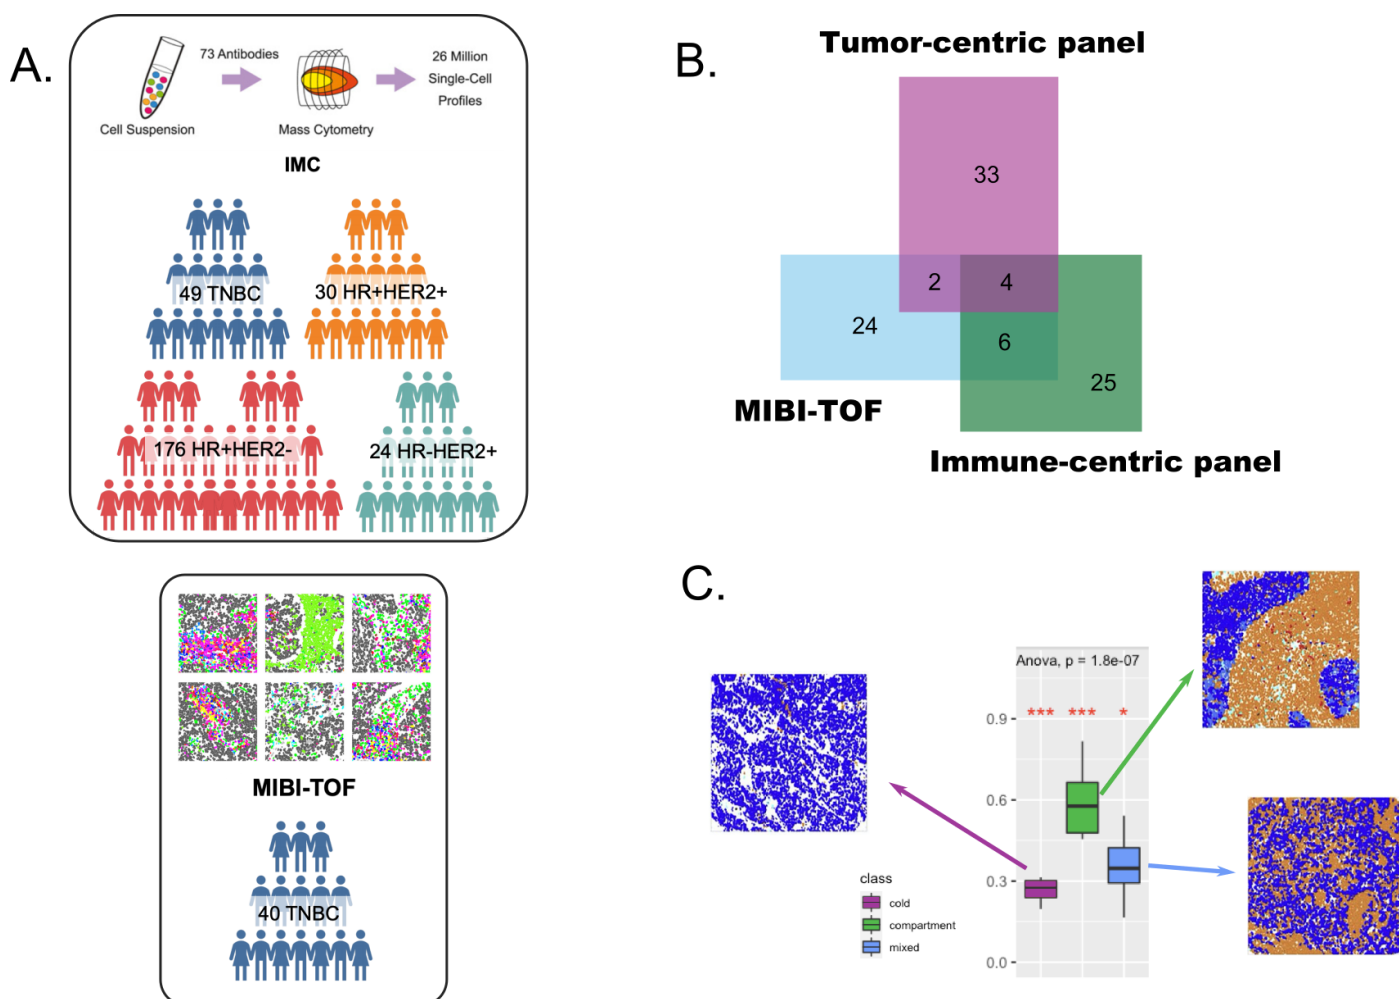 A.
73 Antibodies
26 Million
Single-Cell
Profiles
Cell Suspension
Mass Cytometry
IMC
49 TNBC
30 HR+HER2+
176 HR+HER2-
24 HR-HER2+
MIBI-TOF
40 TNBC
B.
Tumor-centric panel
33
2
4
24
6
25
MIBI-TOF
Immune-centric panel
C.
Anova, p = 1.8e-07
*** *** *
0.9
0.6
0.3
0.0
class
cold
compartment
mixed